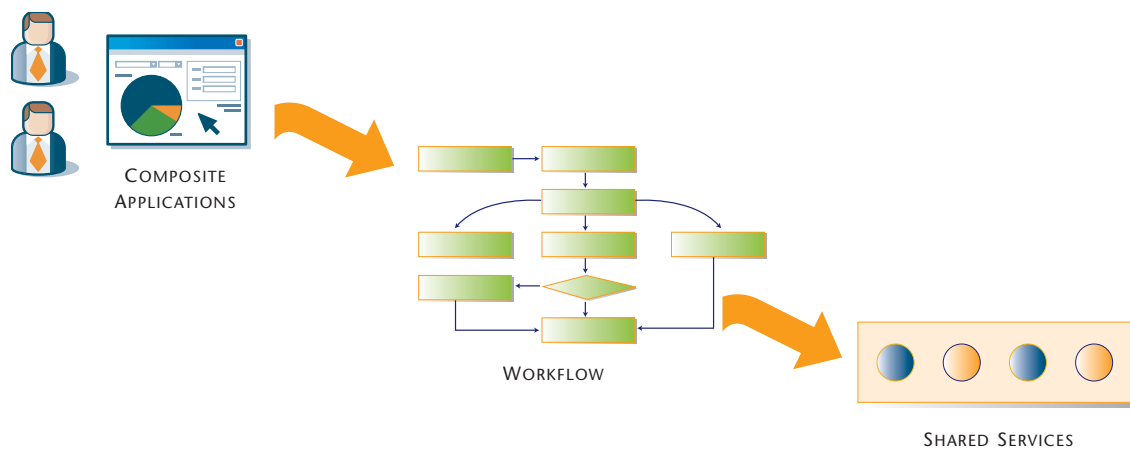 COMPOSITE
APPLICATIONS
WORKFLOW
SHARED SERVICES